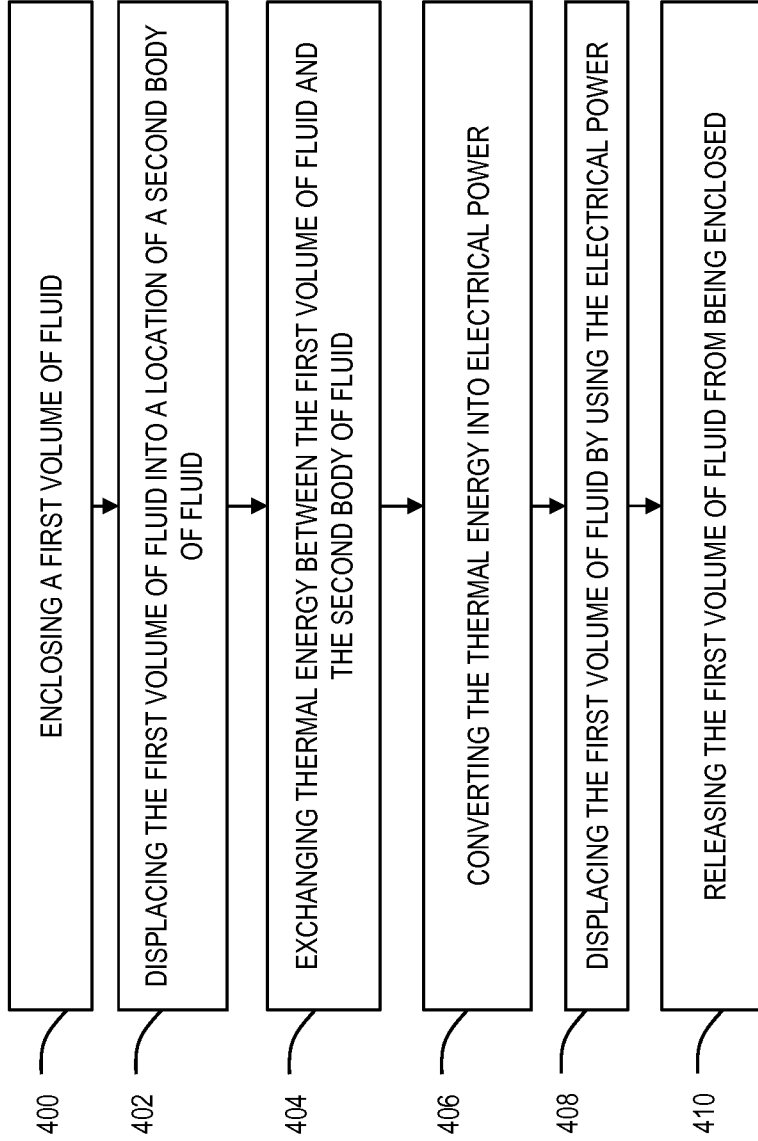 400
ENCLOSING A FIRST VOLUME OF FLUID
402
DISPLACING THE FIRST VOLUME OF FLUID INTO A LOCATION OF A SECOND BODY
OF FLUID
404
EXCHANGING THERMAL ENERGY BETWEEN THE FIRST VOLUME OF FLUID AND
THE SECOND BODY OF FLUID
406
CONVERTING THE THERMAL ENERGY INTO ELECTRICAL POWER
408
DISPLACING THE FIRST VOLUME OF FLUID BY USING THE ELECTRICAL POWER
410
RELEASING THE FIRST VOLUME OF FLUID FROM BEING ENCLOSED